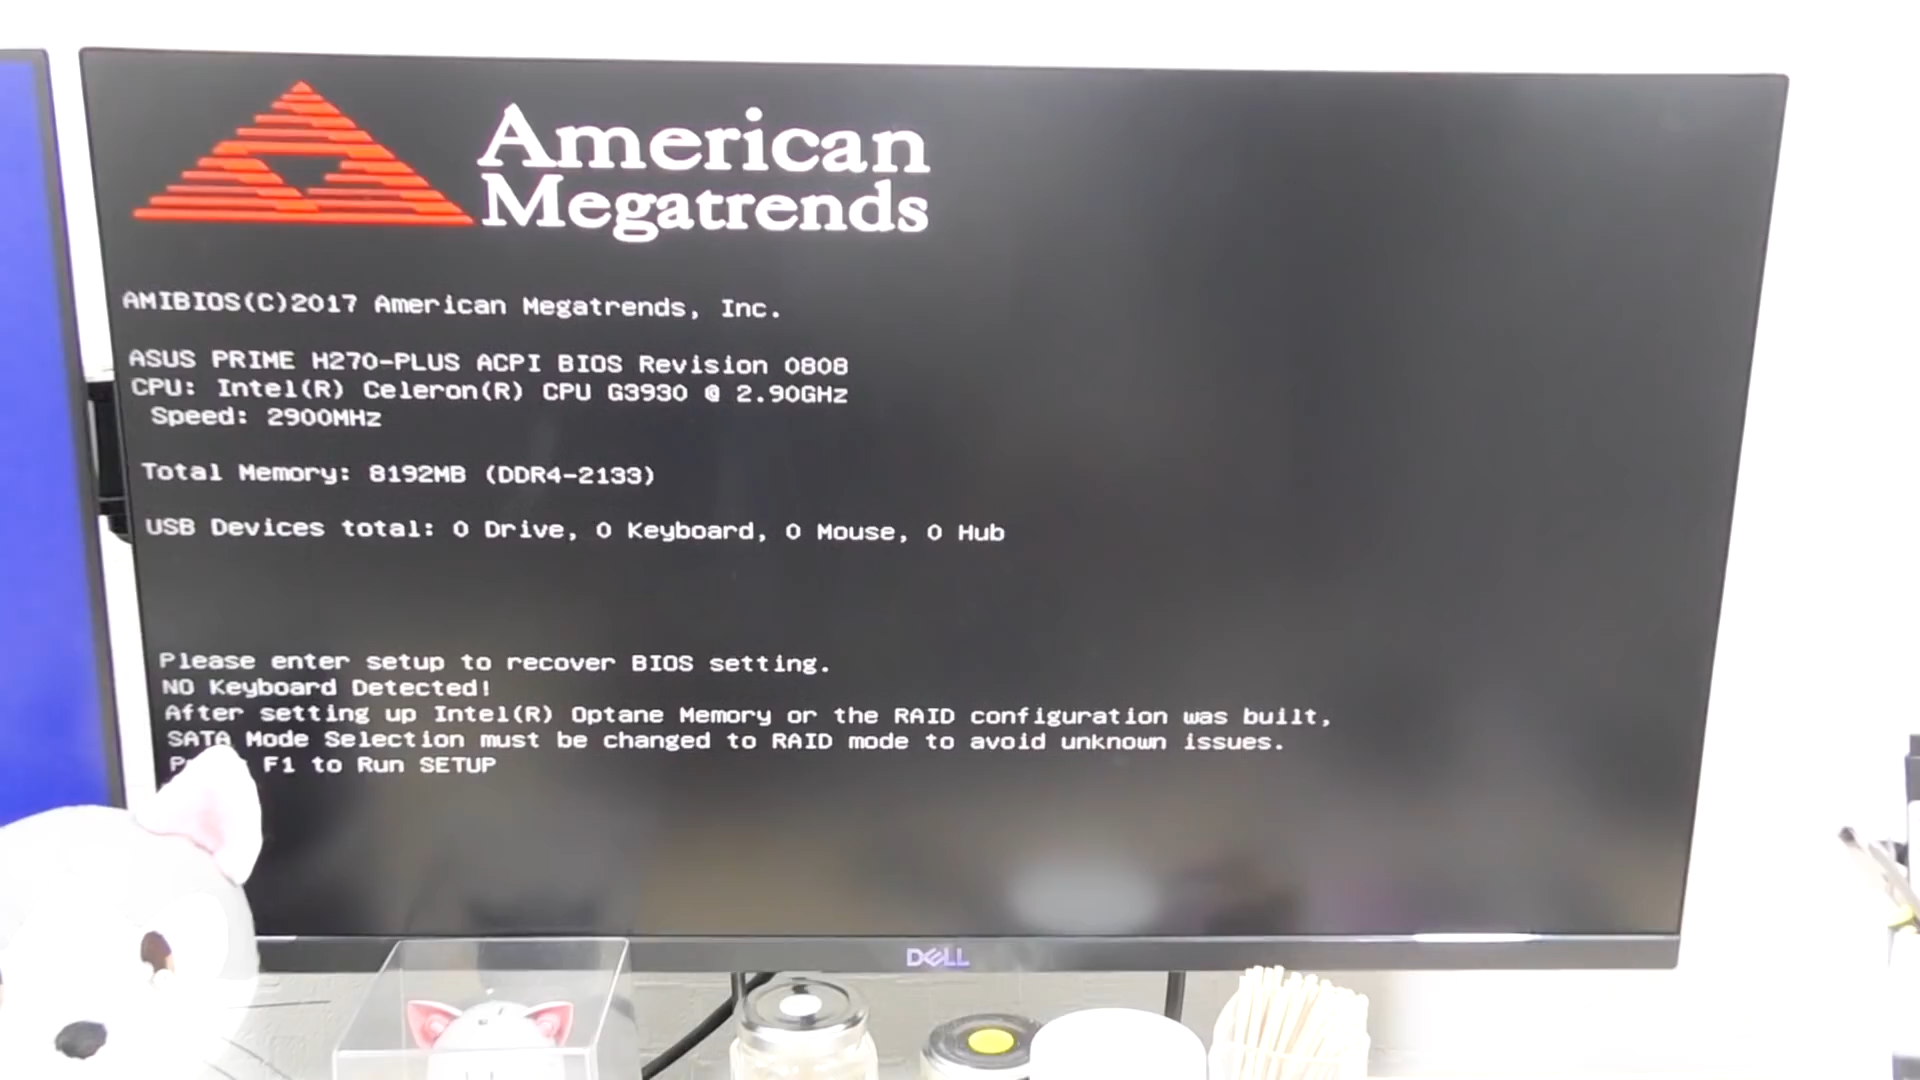 American
Megatrends
AMIBIOS(C)2017 American Megatrends, Inc.
ASUS PRIME H270-PLUS ACPI BIOS Revision 0808
CPU: Intel(R) Celeron(R) CPU G3930 @ 2.90GHz
Speed: 2900MHz
Total Memory: 8192MB (DDR4-2133)
USB Devices total: 0 Drive, 0 Keyboard, 0 Mouse, 0 Hub
Please enter setup to recover BIOS setting.
NO Keyboard Detected!
After setting up Intel(R) Optane Memory or the RAID configuration was built,
SATA Mode Selection must be changed to RAID mode to avoid unknown issues.
F1 to Run SETUP
DELL